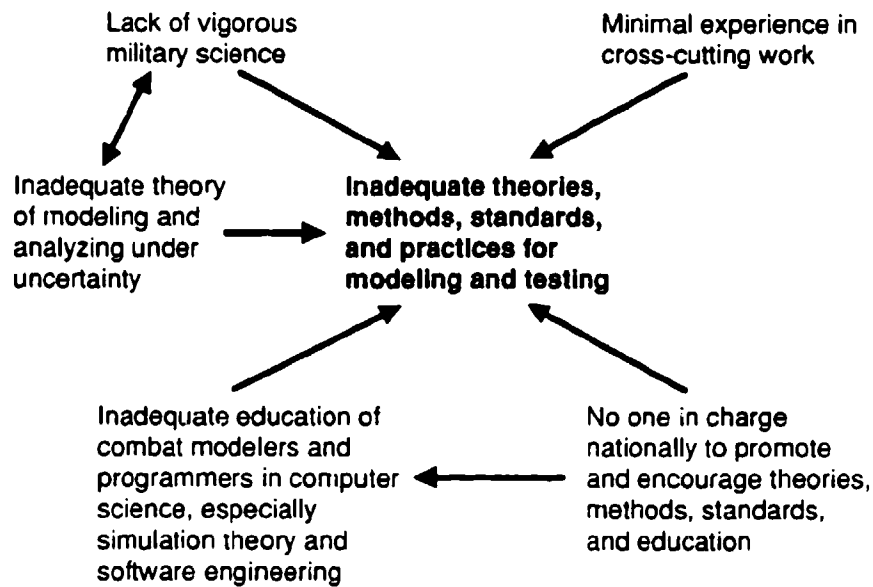 Lack of vigorous
military science
Minimal experience in
cross-cutting work
Inadequate theory
of modeling and
analyzing under
uncertainty
Inadequate theories,
methods, standards,
and practices for
modeling and testing
Inadequate education of
combat modelers and
programmers in computer
science, especially
simulation theory and
software engineering
No one in charge
nationally to promote
and encourage theories,
methods, standards,
and education